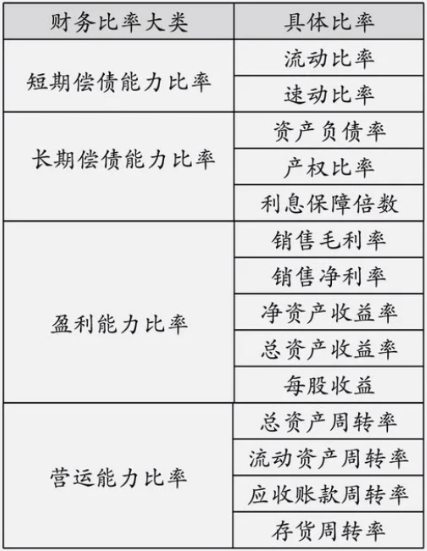 财务比率大类 具体比率
短期偿债能力比率 流动比率
速动比率
长期偿债能力比率 资产负债率
产权比率
利息保障倍数
盈利能力比率 销售毛利率
销售净利率
净资产收益率
总资产收益率
每股收益
营运能力比率 总资产周转率
流动资产周转率
应收账款周转率
存货周转率